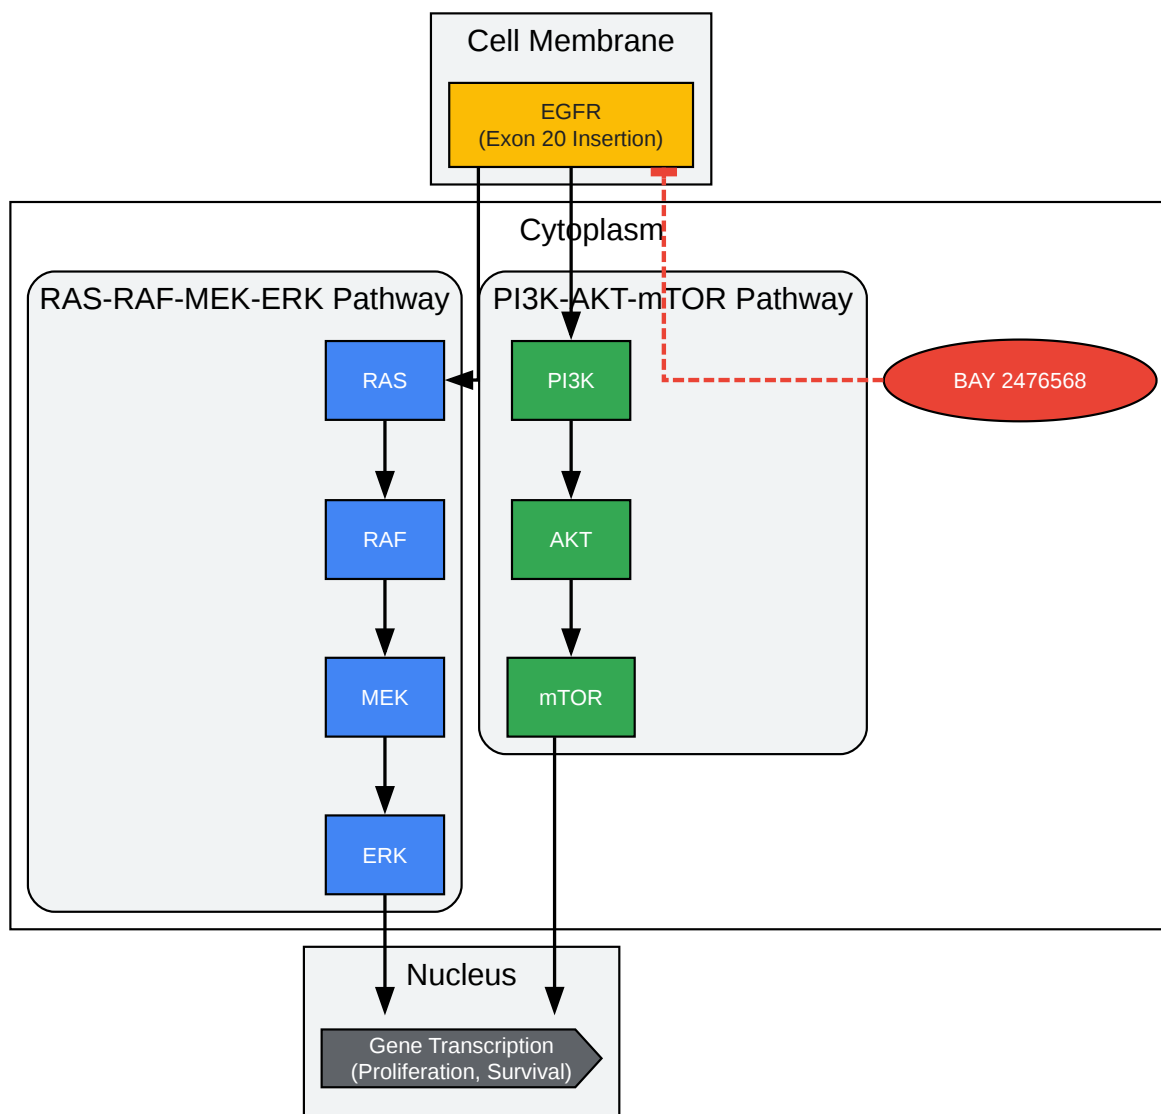 Cell Membrane
EGFR
(Exon 20 Insertion)
Cytoplasm
RAS-RAF-MEK-ERK Pathway
PI3K-AKT-mTOR Pathway
RAS
PI3K
BAY 2476568
RAF
AKT
MEK
mTOR
ERK
Nucleus
Gene Transcription
(Proliferation, Survival)